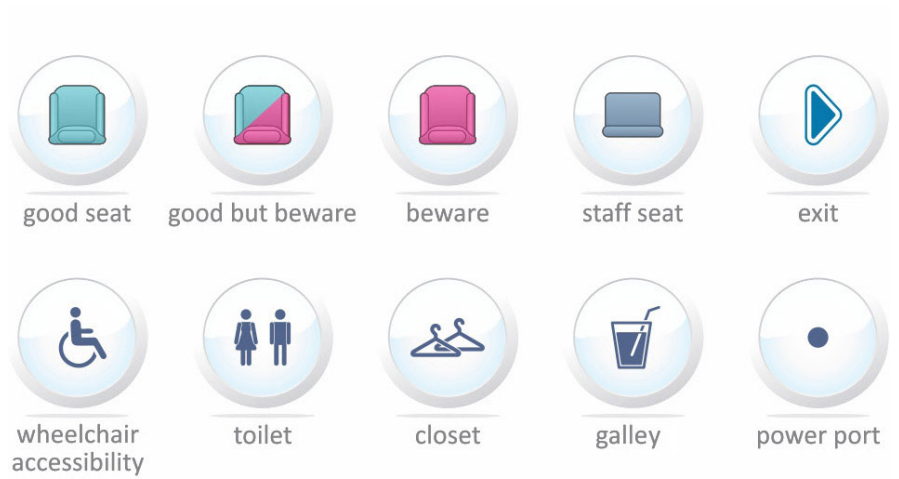 good seat
good but beware
beware
staff seat
exit
wheelchair
accessibility
toilet
closet
galley
power port